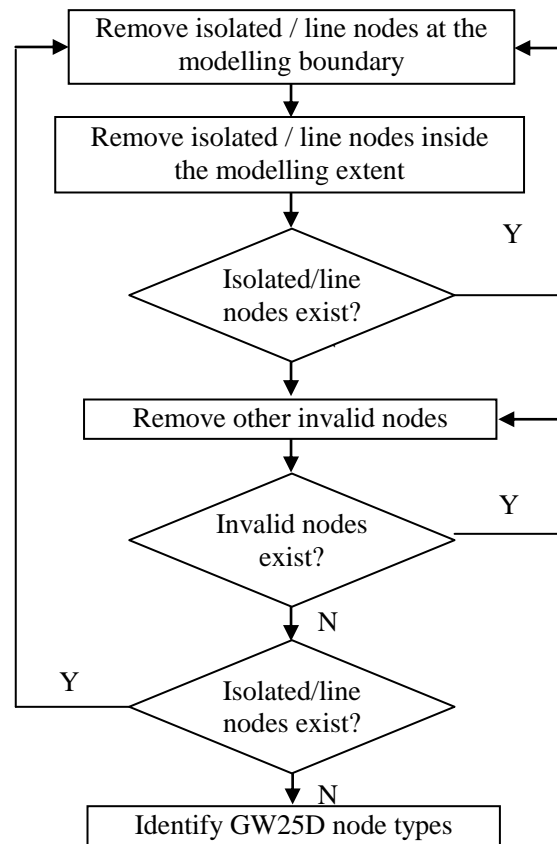 Remove isolated / line nodes at the
modelling boundary
Remove isolated / line nodes inside
the modelling extent
Y
Isolated/line
nodes exist?
Remove other invalid nodes
Y
Invalid nodes
exist?
N
Y
Isolated/line
nodes exist?
N
Identify GW25D node types